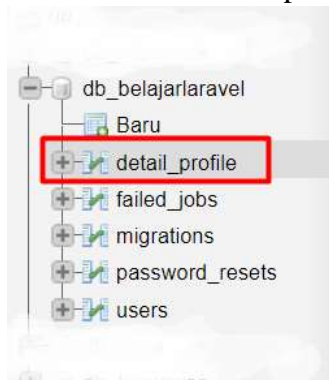 db_belajarlaravel
Baru
detail_profile
failed_jobs
migrations
password_resets
users